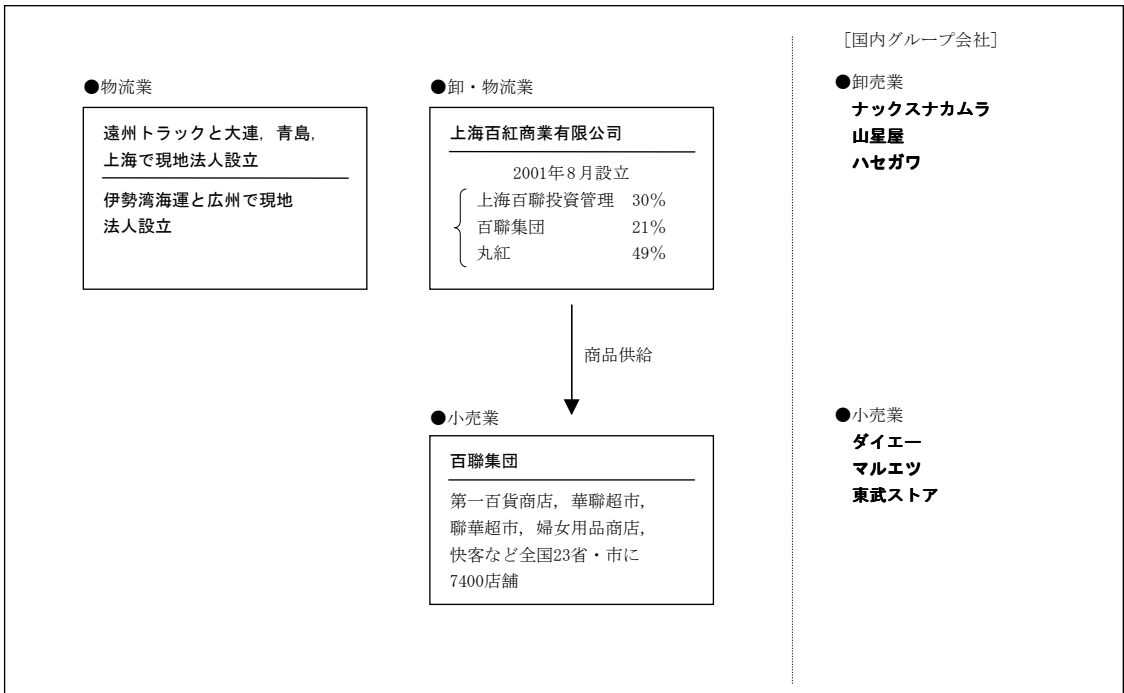 ●物流業
遠州トラックと大連，青島，
上海で現地法人設立
伊勢湾海運と広州で現地
法人設立
●卸・物流業
上海百紅商業有限公司
2001年8月設立
上海百聯投資管理 30％
百聯集団 21％
丸紅 49％
商品供給
●小売業
百聯集団
第一百貨商店，華聯超市，
聯華超市，婦女用品商店，
快客など全国23省・市に
7400店舗
［国内グループ会社］
●卸売業
ナックスナカムラ
山星屋
ハセガワ
●小売業
ダイエー
マルエツ
東武ストア